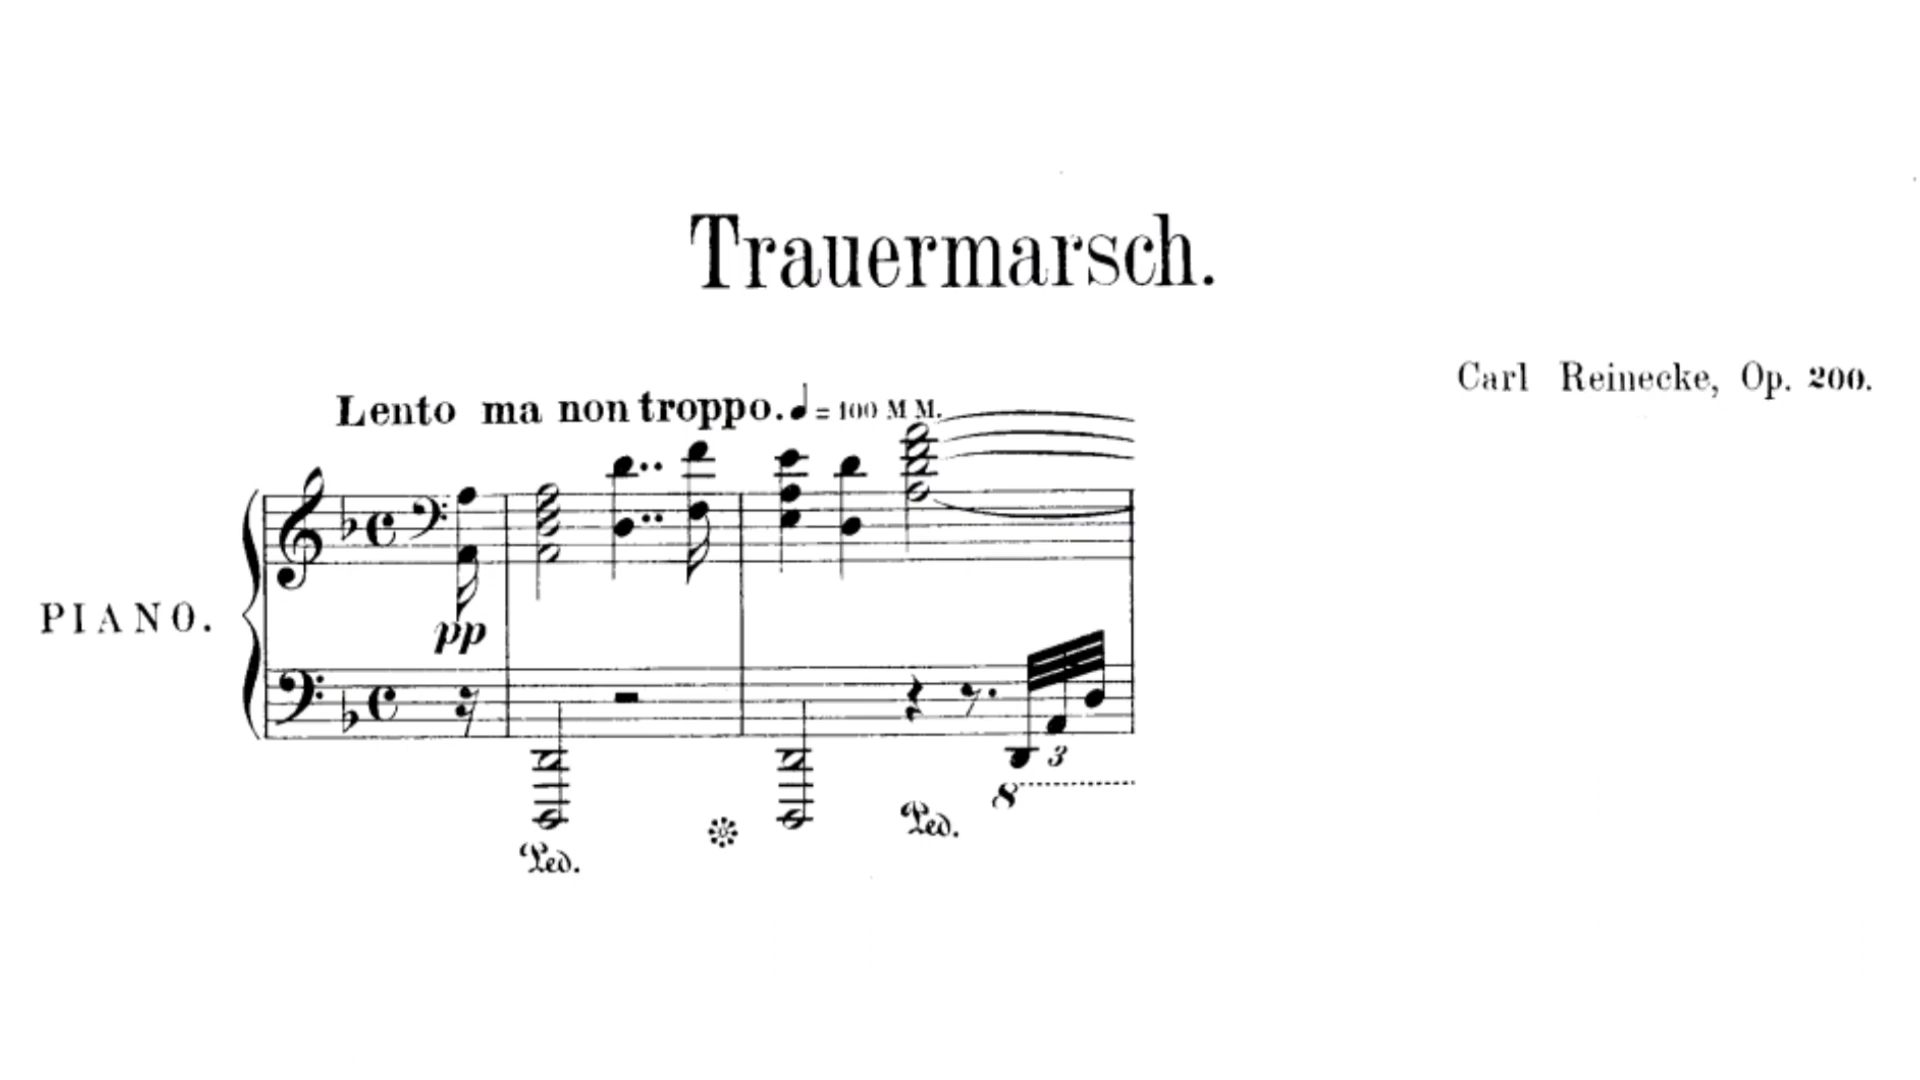 Trauermarsch.
Carl Reinecke, Op. 200.
Lento ma non troppo. ♩= 100 M M.
PIANO.
pp
3
8
Ped.
Ped.